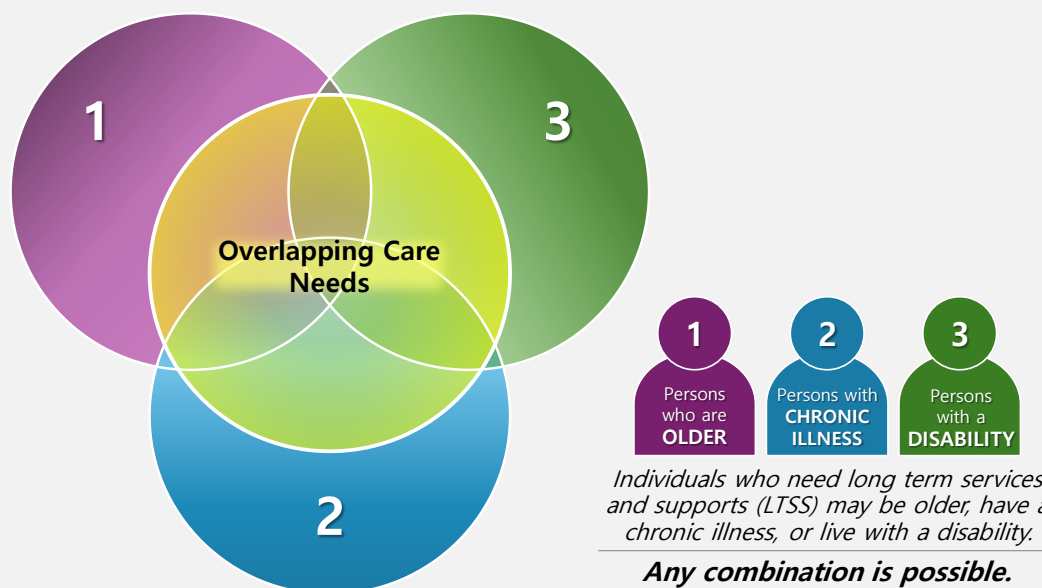 1
3
Overlapping Care
Needs
2
1
Persons
who are
OLDER
2
Persons with
CHRONIC
ILLNESS
3
Persons
with a
DISABILITY
Individuals who need long term services
and supports (LTSS) may be older, have a
chronic illness, or live with a disability.
Any combination is possible.